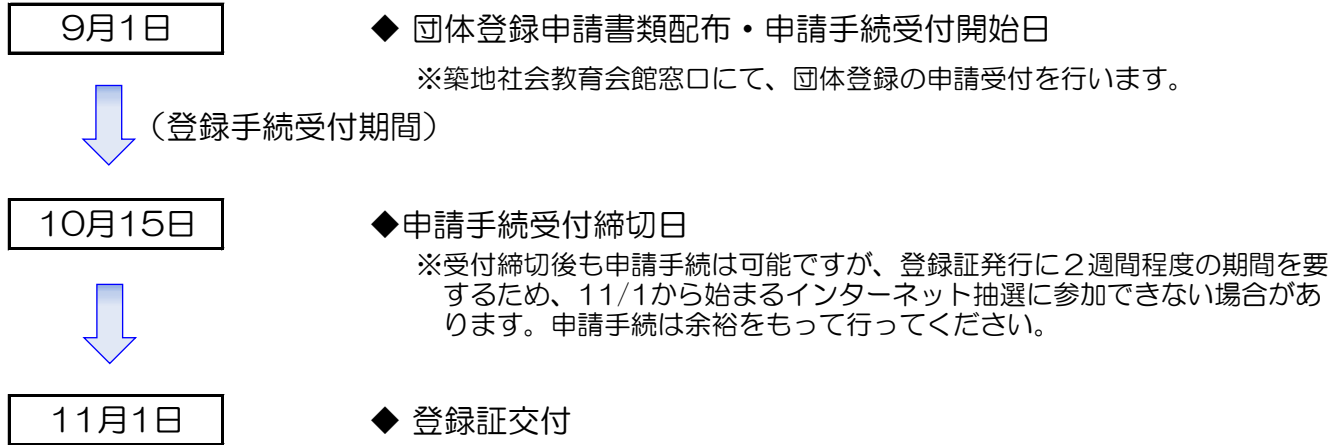 9月1日
◆ 団体登録申請書類配布・申請手続受付開始日
※築地社会教育会館窓口にて、団体登録の申請受付を行います。
（登録手続受付期間）
10月15日
◆申請手続受付締切日
※受付締切後も申請手続は可能ですが、登録証発行に２週間程度の期間を要
するため、11/1から始まるインターネット抽選に参加できない場合があ
ります。申請手続は余裕をもって行ってください。
11月1日
◆ 登録証交付